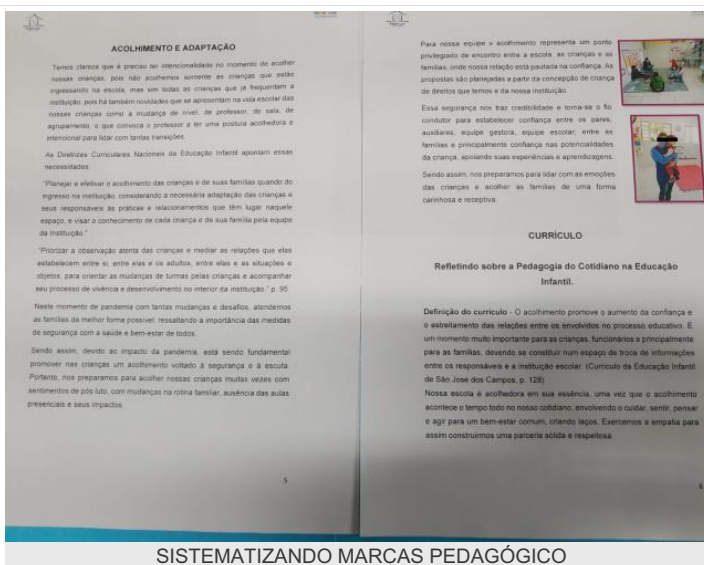 ACOLHIMENTO E ADAPTAÇÃO
Temos clareza que é preciso ter intencionalidade no momento de acolher
nossas crianças, pois não acolhemos somente as crianças que estão
ingressando na escola, mas sim todas as crianças que já frequentam a
instituição, pois há também novidades que se apresentam na vida escolar das
nossas crianças como a mudança de nível, de professor, de sala, de
agrupamento, o que convoca o professor a ter uma postura acolhedora e
intencional para lidar com tantas transições.
As Diretrizes Curriculares Nacionais da Educação Infantil apontam essas
necessidades:
"Planejar e efetivar o acolhimento das crianças e de suas famílias quando do
ingresso na instituição, considerando a necessária adaptação das crianças e
seus responsáveis às práticas e relacionamentos que têm lugar naquele
espaço, e visar o conhecimento de cada criança e de sua família pela equipe
da Instituição."
"Priorizar a observação atenta das crianças e mediar as relações que elas
estabelecem entre si, entre elas e os adultos, entre elas e as situações e
objetos, para orientar as mudanças de turmas pelas crianças e acompanhar
seu processo de vivência e desenvolvimento no interior da instituição." p. 95
Neste momento de pandemia com tantas mudanças e desafios, atendemos
as famílias da melhor forma possível, ressaltando a importância das medidas
de segurança com a saúde e bem-estar de todos.
Sendo assim, devido ao impacto da pandemia, está sendo fundamental
promover nas crianças um acolhimento voltado à segurança e à escuta.
Portanto, nos preparamos para acolher nossas crianças muitas vezes com
sentimentos de pós luto, com mudanças na rotina familiar, ausência das aulas
presenciais e seus impactos.
5
Para nossa equipe o acolhimento representa um ponto
privilegiado de encontro entre a escola, as crianças e as
famílias, onde nossa relação está pautada na confiança. As
propostas são planejadas a partir da concepção de criança
de direitos que temos e da nossa instituição.
Essa segurança nos traz credibilidade e torna-se o fio
condutor para estabelecer confiança entre os pares,
auxiliares, equipe gestora, equipe escolar, entre as
famílias e principalmente confiança nas potencialidades
da criança, apoiando suas experiências e aprendizagens.
Sendo assim, nos preparamos para lidar com as emoções
das crianças e acolher as famílias de uma forma
carinhosa e receptiva.
CURRÍCULO
Refletindo sobre a Pedagogia do Cotidiano na Educação
Infantil.
Definição do currículo - O acolhimento promove o aumento da confiança e
o estreitamento das relações entre os envolvidos no processo educativo. É
um momento muito importante para as crianças, funcionários e principalmente
para as famílias, devendo se constituir num espaço de troca de informações
entre os responsáveis e a instituição escolar. (Currículo da Educação Infantil
de São José dos Campos, p. 128)
Nossa escola é acolhedora em sua essência, uma vez que o acolhimento
acontece o tempo todo no nosso cotidiano, envolvendo o cuidar, sentir, pensar
e agir para um bem-estar comum, criando laços. Exercemos a empatia para
assim construirmos uma parceria sólida e respeitosa.
6
SISTEMATIZANDO MARCAS PEDAGÓGICO